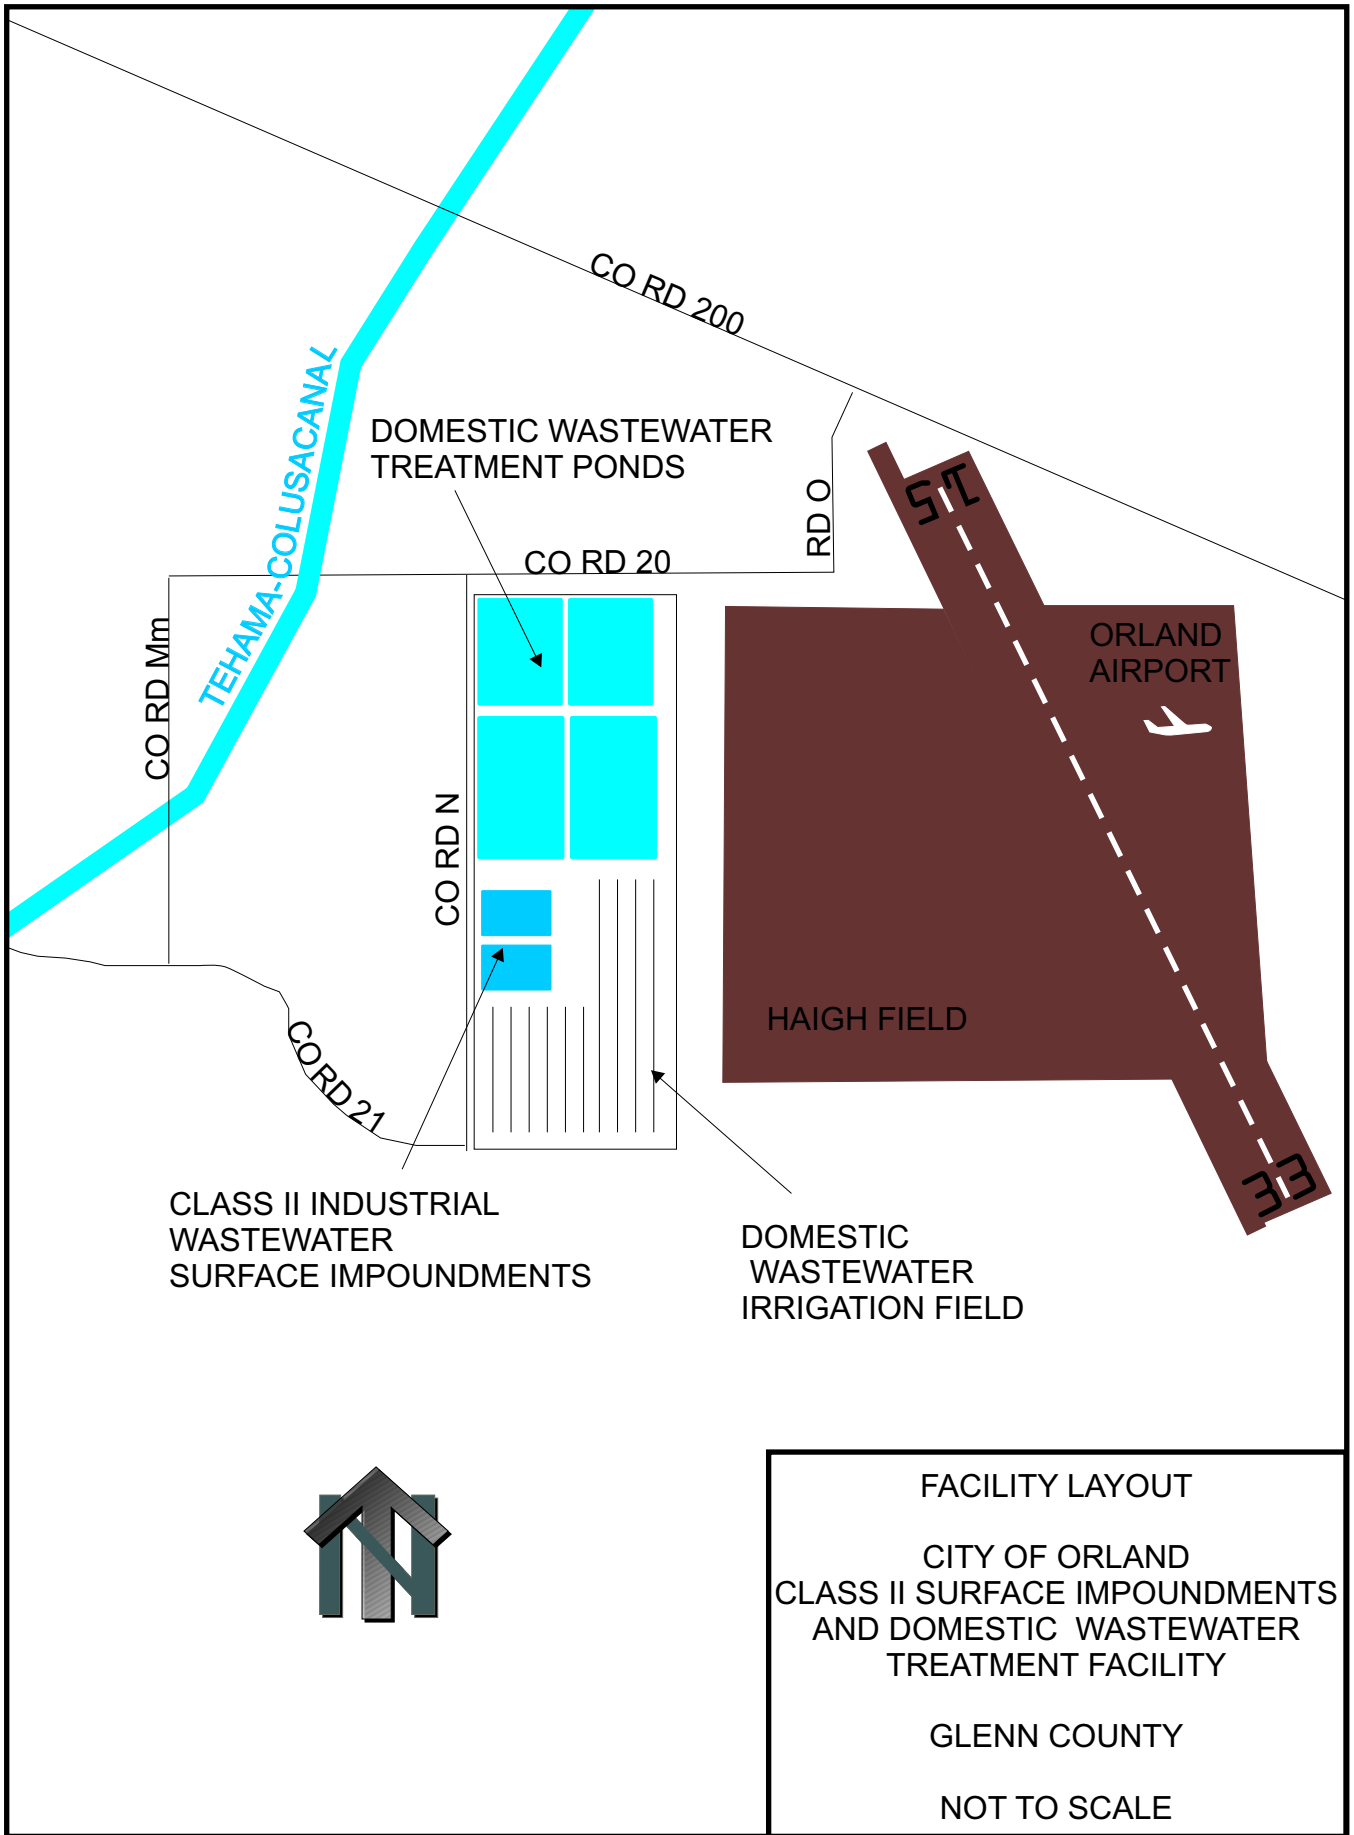 CO RD 200
TEHAMA-COLUSACANAL
DOMESTIC WASTEWATER
TREATMENT PONDS
RD O
15
CO RD 20
CO RD Mm
ORLAND
AIRPORT
CO RD N
HAIGH FIELD
CO RD 21
33
CLASS II INDUSTRIAL
WASTEWATER
SURFACE IMPOUNDMENTS
DOMESTIC
WASTEWATER
IRRIGATION FIELD
N
FACILITY LAYOUT
CITY OF ORLAND
CLASS II SURFACE IMPOUNDMENTS
AND DOMESTIC WASTEWATER
TREATMENT FACILITY
GLENN COUNTY
NOT TO SCALE